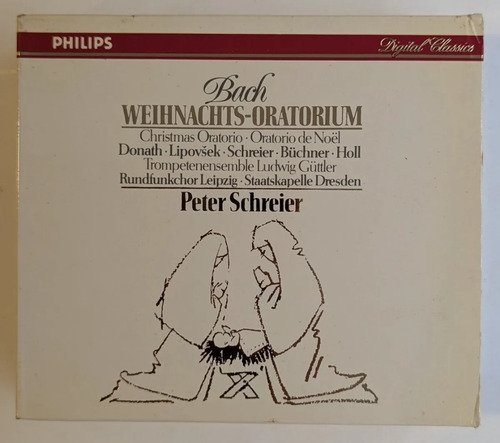 PHILIPS
Digital Classics
Bach
WEIHNACHTS-ORATORIUM
Christmas Oratorio · Oratorio de Noël
Donath · Lipovšek · Schreier · Büchner · Holl
Trompetenensemble Ludwig Güttler
Rundfunkchor Leipzig · Staatskapelle Dresden
Peter Schreier